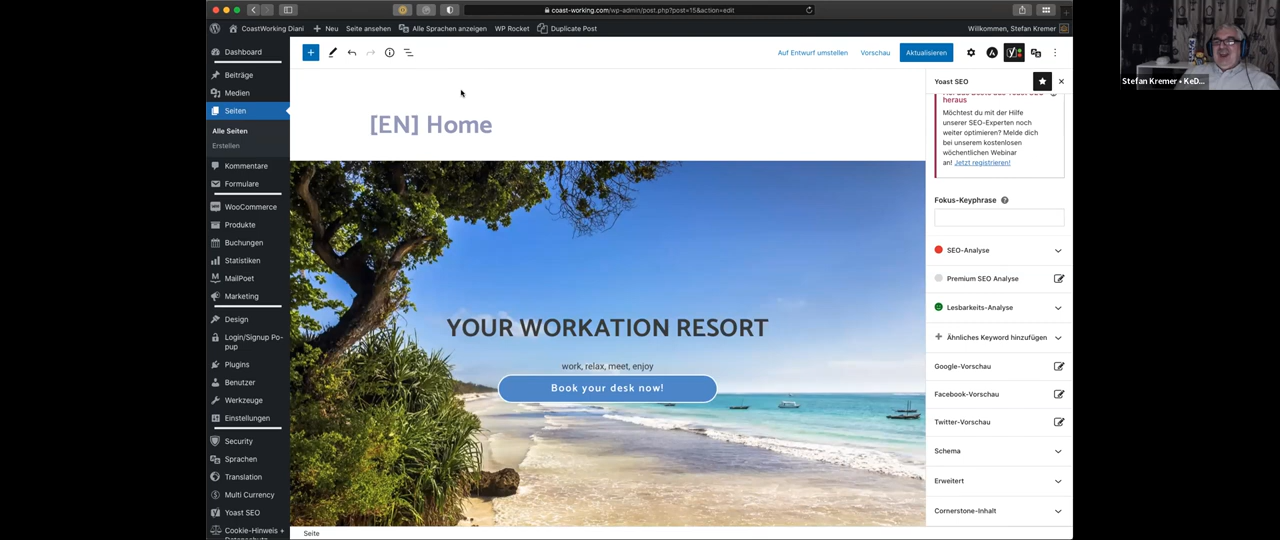 coast-working.com/wp-admin/post.php?post=15&action=edit
CoastWorking Diani
Neu
Seite ansehen
Alle Sprachen anzeigen
WP Rocket
Duplicate Post
Willkommen, Stefan Kremer
Dashboard
Beiträge
Medien
Seiten
Alle Seiten
Erstellen
Kommentare
Formulare
WooCommerce
Produkte
Buchungen
Statistiken
MailPoet
Marketing
Design
Login/Signup Po-
pup
Plugins
Benutzer
Werkzeuge
Einstellungen
Security
Sprachen
Translation
Multi Currency
Yoast SEO
Cookie-Hinweis +
Auf Entwurf umstellen
Vorschau
Aktualisieren
[EN] Home
YOUR WORKATION RESORT
work, relax, meet, enjoy
Book your desk now!
Seite
Yoast SEO
heraus
Möchtest du mit der Hilfe
unserer SEO-Experten noch
weiter optimieren? Melde dich
bei unserem kostenlosen
wöchentlichen Webinar
an! Jetzt registrieren!
Fokus-Keyphrase
SEO-Analyse
Premium SEO Analyse
Lesbarkeits-Analyse
Ähnliches Keyword hinzufügen
Google-Vorschau
Facebook-Vorschau
Twitter-Vorschau
Schema
Erweitert
Cornerstone-Inhalt
Stefan Kremer • KeD...